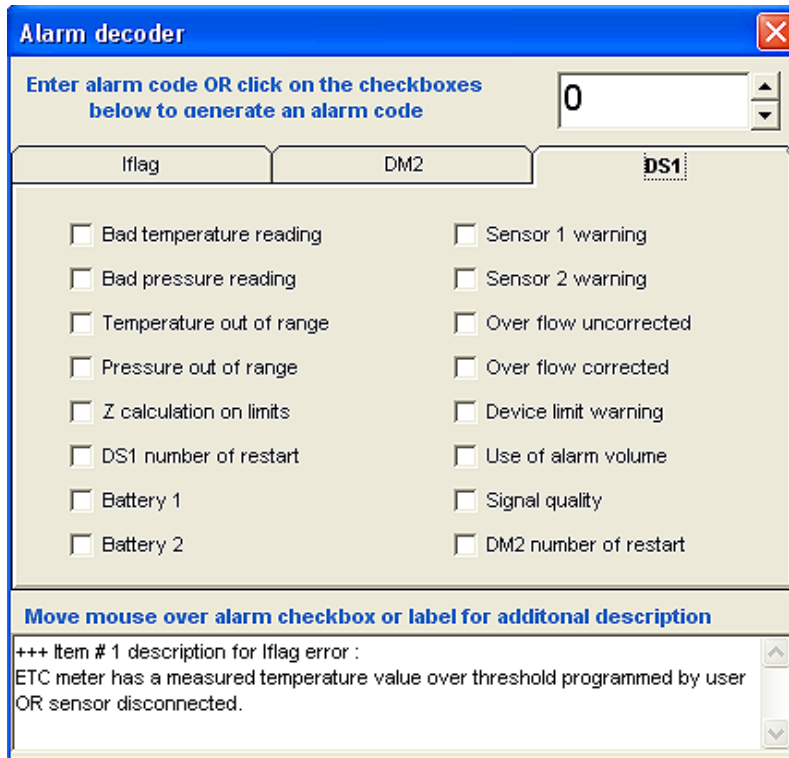 Alarm decoder
Enter alarm code OR click on the checkboxes
below to generate an alarm code
0
Iflag
DM2
DS1
Bad temperature reading
Bad pressure reading
Temperature out of range
Pressure out of range
Z calculation on limits
DS1 number of restart
Battery 1
Battery 2
Sensor 1 warning
Sensor 2 warning
Over flow uncorrected
Over flow corrected
Device limit warning
Use of alarm volume
Signal quality
DM2 number of restart
Move mouse over alarm checkbox or label for additonal description
+++ Item # 1 description for Iflag error :
ETC meter has a measured temperature value over threshold programmed by user
OR sensor disconnected.